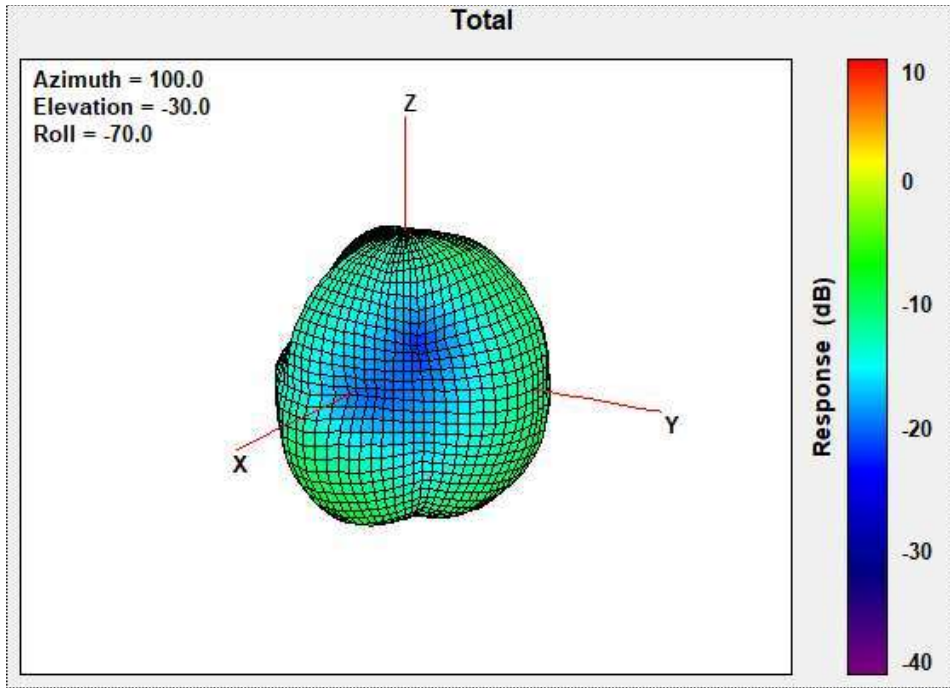 Total
Azimuth = 100.0
Elevation = -30.0
Roll = -70.0
Z
X
Y
10
0
-10
-20
-30
-40
Response (dB)